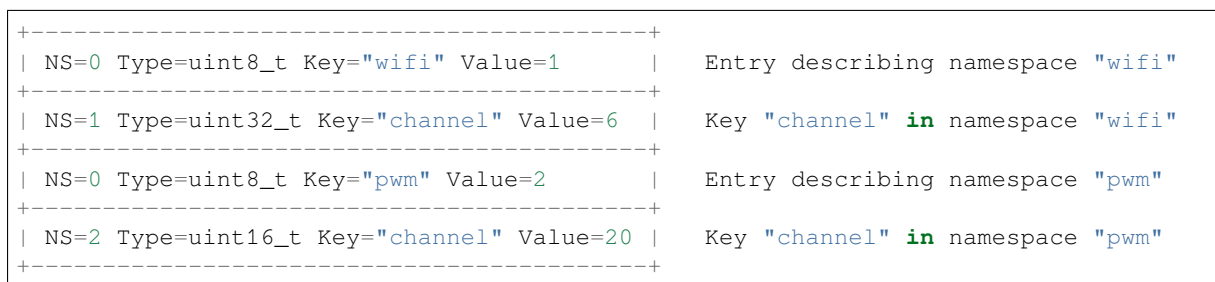 +-------------------------------------------+
| NS=0 Type=uint8_t Key="wifi" Value=1      |   Entry describing namespace "wifi"
+-------------------------------------------+
| NS=1 Type=uint32_t Key="channel" Value=6  |   Key "channel" in namespace "wifi"
+-------------------------------------------+
| NS=0 Type=uint8_t Key="pwm" Value=2       |   Entry describing namespace "pwm"
+-------------------------------------------+
| NS=2 Type=uint16_t Key="channel" Value=20 |   Key "channel" in namespace "pwm"
+-------------------------------------------+